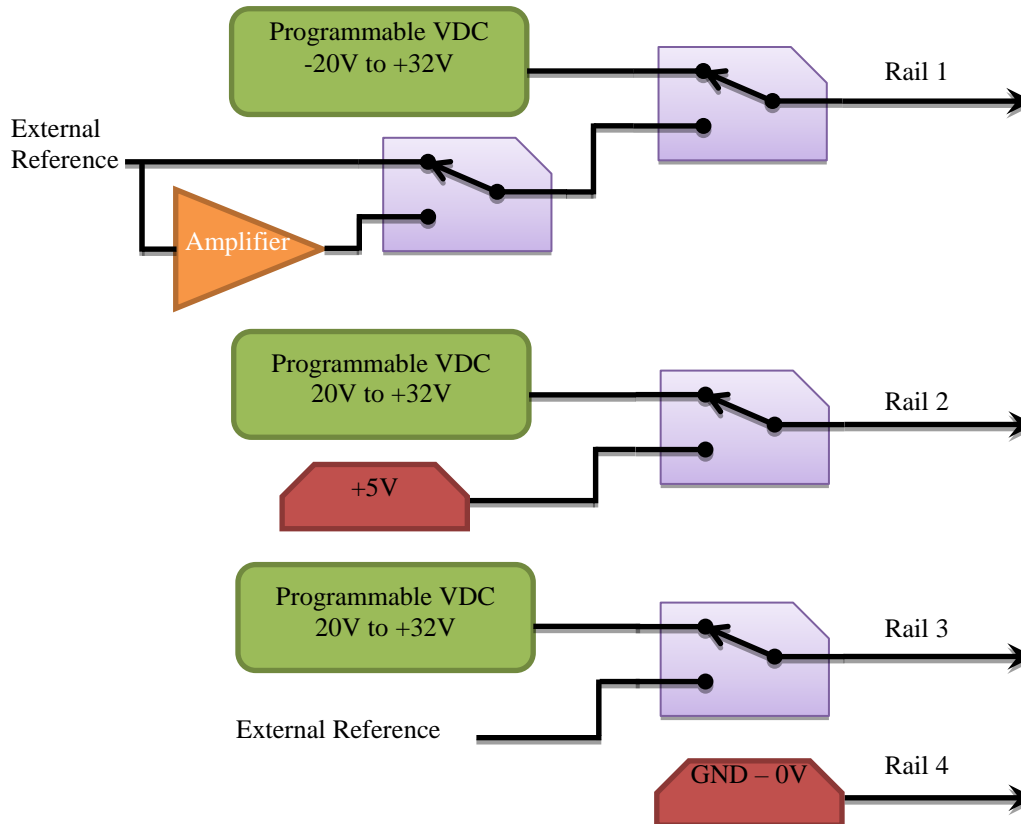 Programmable VDC
-20V to +32V
Rail 1
External
Reference
Amplifier
Programmable VDC
20V to +32V
Rail 2
+5V
Programmable VDC
20V to +32V
Rail 3
External Reference
GND – 0V
Rail 4